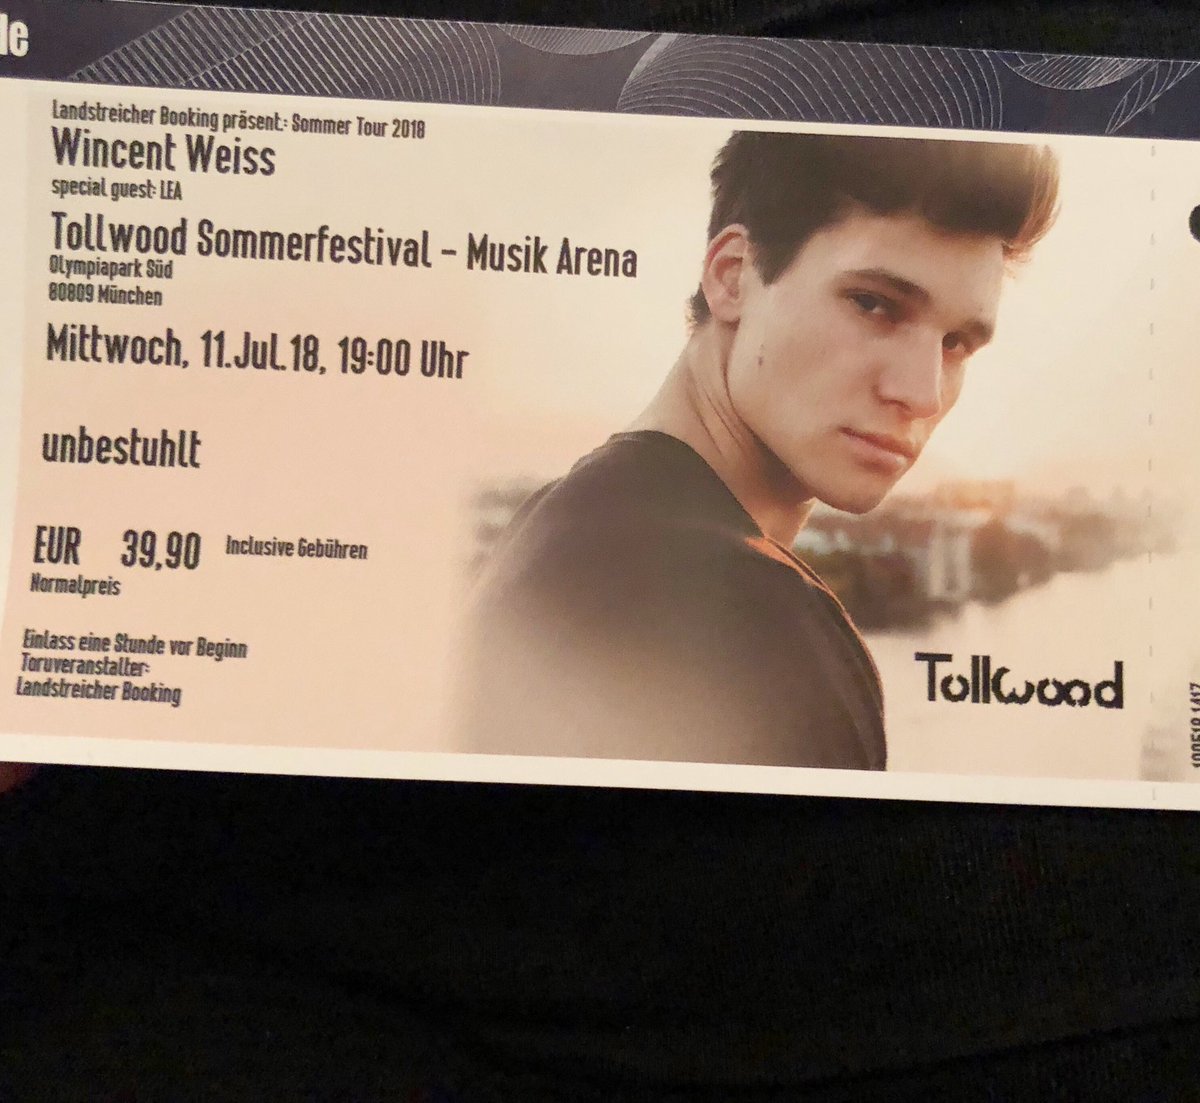 de
Landstreicher Booking präsent.: Sommer Tour 2018
Wincent Weiss
special guest: LEA
Tollwood Sommerfestival - Musik Arena
Olympiapark Süd
80809 München
Mittwoch, 11.Jul.18, 19:00 Uhr
unbestuhlt
EUR 39,90 Inclusive Gebühren
Normalpreis
Einlass eine Stunde vor Beginn
Toruveranstalter:
Landstreicher Booking
Tollwood